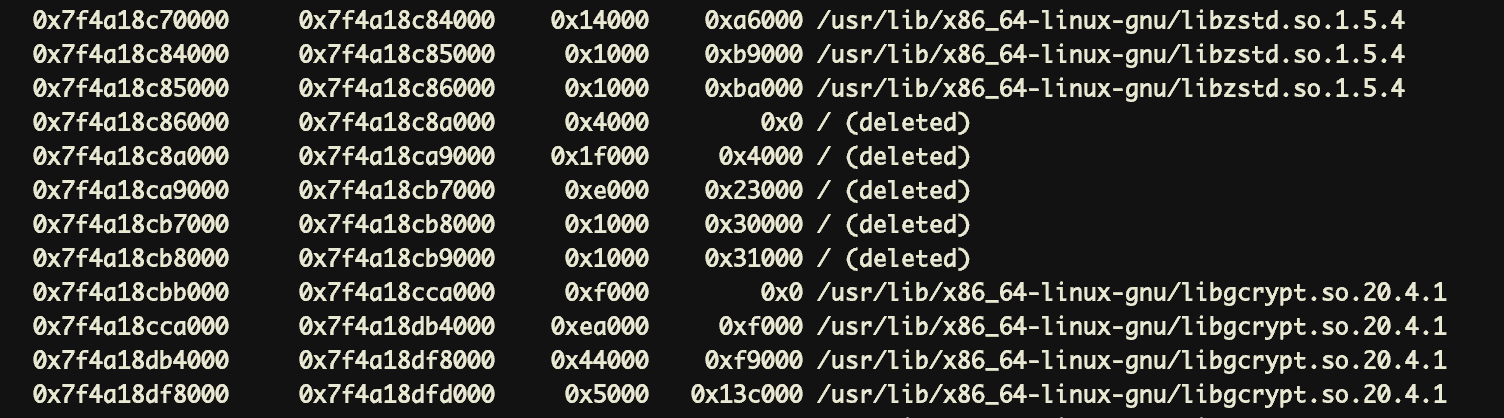 0x7f4a18c70000 0x7f4a18c84000 0x14000 0xa6000 /usr/lib/x86_64-linux-gnu/libzstd.so.1.5.4
0x7f4a18c84000 0x7f4a18c85000 0x1000 0xb9000 /usr/lib/x86_64-linux-gnu/libzstd.so.1.5.4
0x7f4a18c85000 0x7f4a18c86000 0x1000 0xba000 /usr/lib/x86_64-linux-gnu/libzstd.so.1.5.4
0x7f4a18c86000 0x7f4a18c8a000 0x4000 0x0 / (deleted)
0x7f4a18c8a000 0x7f4a18ca9000 0x1f000 0x4000 / (deleted)
0x7f4a18ca9000 0x7f4a18cb7000 0xe000 0x23000 / (deleted)
0x7f4a18cb7000 0x7f4a18cb8000 0x1000 0x30000 / (deleted)
0x7f4a18cb8000 0x7f4a18cb9000 0x1000 0x31000 / (deleted)
0x7f4a18cbb000 0x7f4a18cca000 0xf000 0x0 /usr/lib/x86_64-linux-gnu/libgcrypt.so.20.4.1
0x7f4a18cca000 0x7f4a18db4000 0xea000 0xf000 /usr/lib/x86_64-linux-gnu/libgcrypt.so.20.4.1
0x7f4a18db4000 0x7f4a18df8000 0x44000 0xf9000 /usr/lib/x86_64-linux-gnu/libgcrypt.so.20.4.1
0x7f4a18df8000 0x7f4a18dfd000 0x5000 0x13c000 /usr/lib/x86_64-linux-gnu/libgcrypt.so.20.4.1